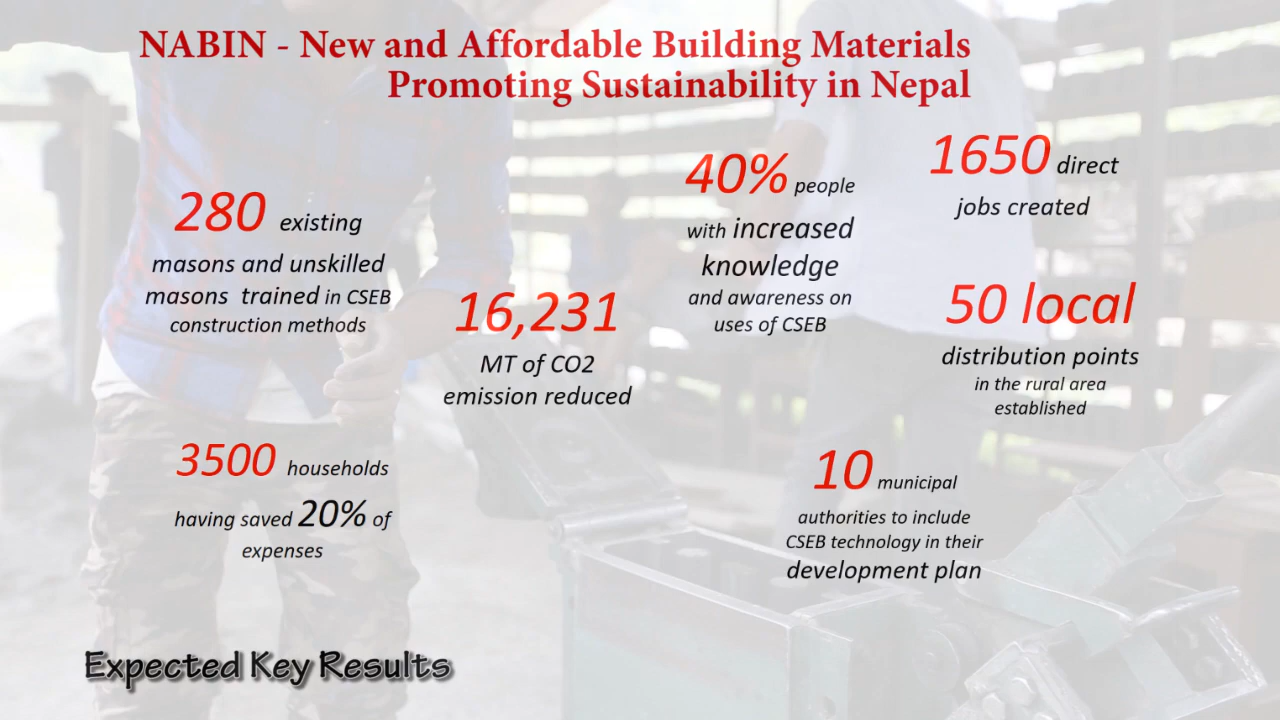 NABIN - New and Affordable Building Materials
Promoting Sustainability in Nepal
280 existing
masons and unskilled
masons trained in CSEB
construction methods
16,231
MT of CO2
emission reduced
40% people
with increased
knowledge
and awareness on
uses of CSEB
1650 direct
jobs created
50 local
distribution points
in the rural area
established
3500 households
having saved 20% of
expenses
10 municipal
authorities to include
CSEB technology in their
development plan
Expected Key Results